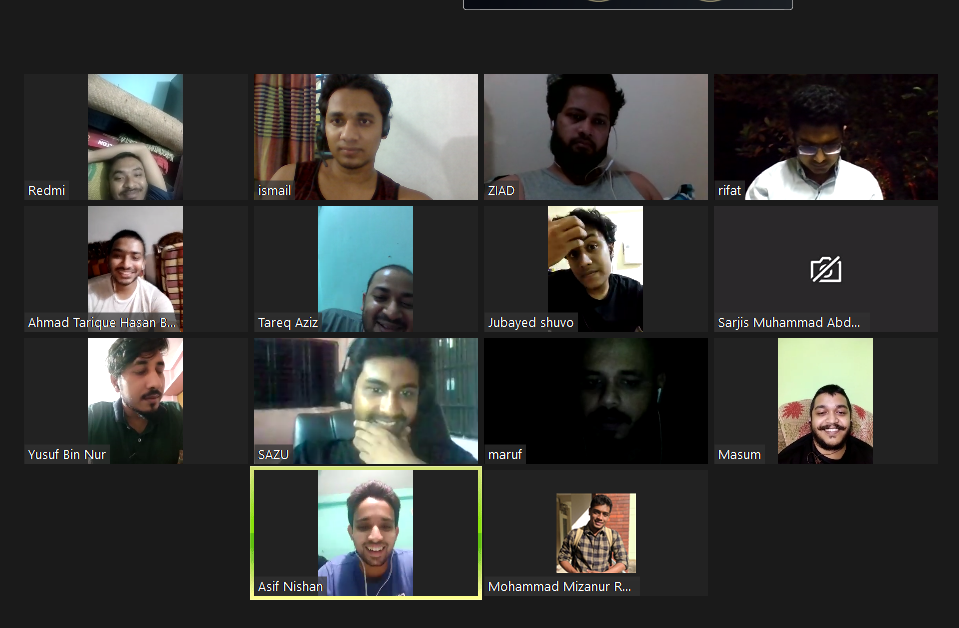 Redmi
ismail
ZIAD
rifat
Ahmad Tarique Hasan B...
Tareq Aziz
Jubayed shuvo
Sarjis Muhammad Abd...
Yusuf Bin Nur
SAZU
maruf
Masum
Asif Nishan
Mohammad Mizanur R...